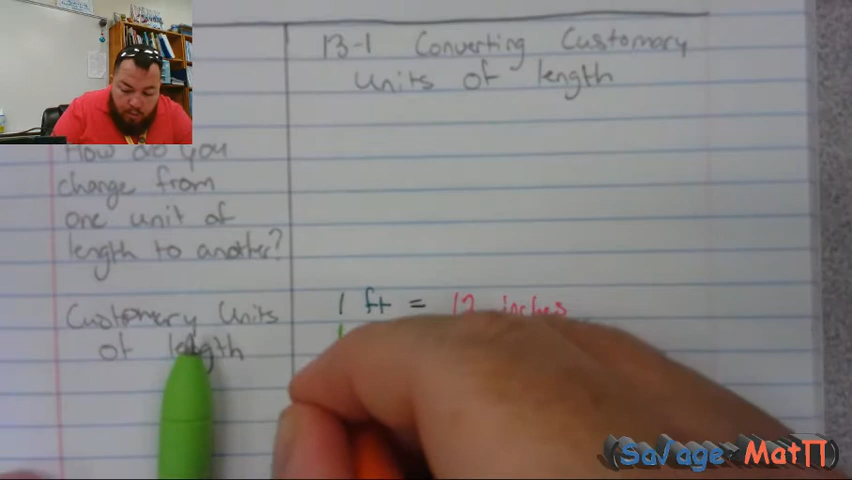 13-1 Converting Customary
Units of length
How do you
change from
one unit of
length to another?
Customary Units
of length
1 ft = 12 inches
Savage MatΠ